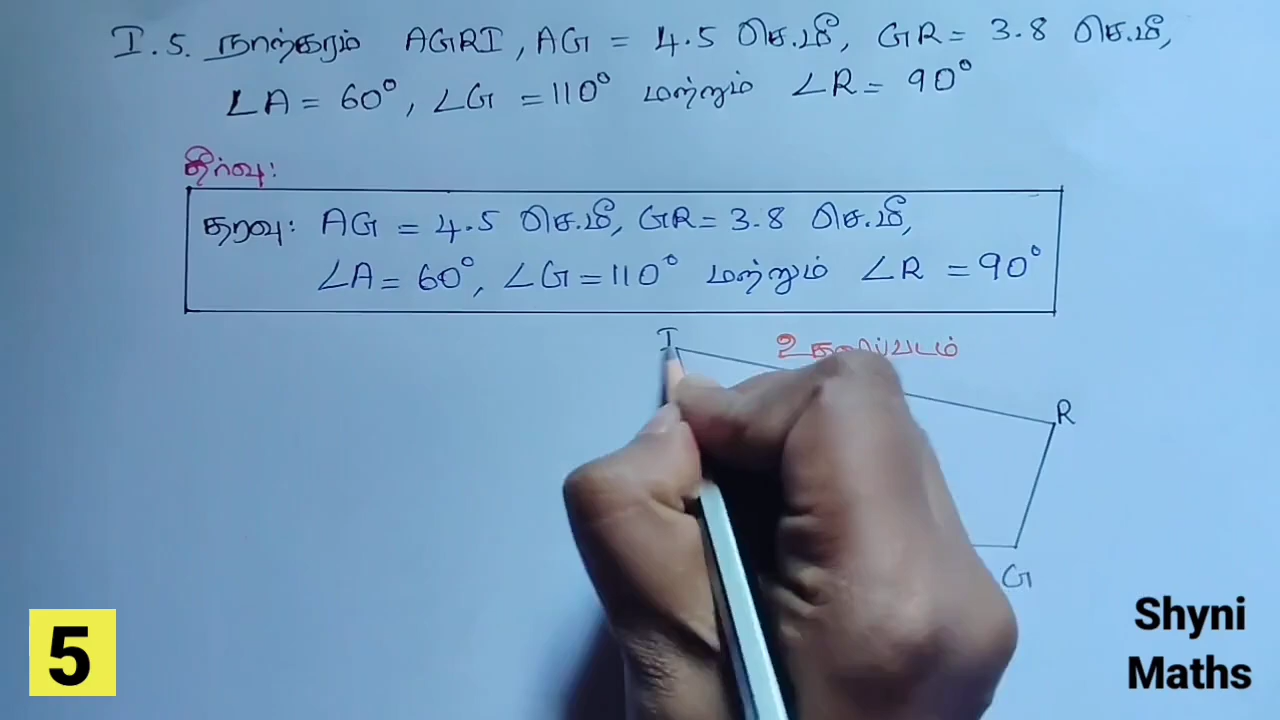 I. 5. நாற்கரம் AGRI, AG = 4.5 செ.மீ, GR = 3.8 செ.மீ,
∠A = 60°, ∠G = 110° மற்றும் ∠R = 90°
தீர்வு:
தரவு: AG = 4.5 செ.மீ, GR = 3.8 செ.மீ,
∠A = 60°, ∠G = 110° மற்றும் ∠R = 90°
I
உதவிப்படம்
R
G
5
Shyni
Maths